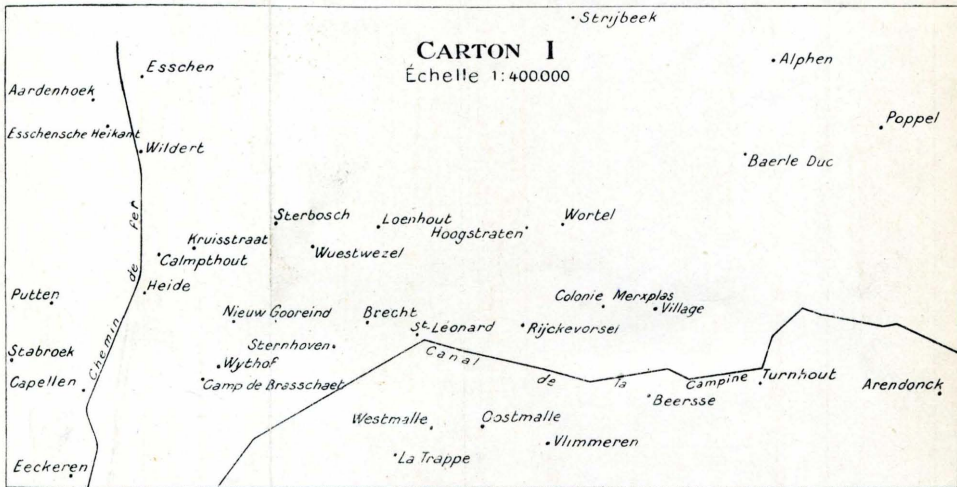 Strijbeek
CARTON I
Échelle 1:400000
Alphen
Esschen
Aardenhoek
Poppel
Esschensche Heikant
Wildert
Baerle Duc
Sterbosch
Loenhout
Wortel
Hoogstraten
Kruisstraat
Wuestwezel
Calmpthout
Heide
Putten
Colonie Merxplas
Village
Nieuw Gooreind
Brecht
St. Léonard
Rijckevorsel
Sternhoven
Stabroek
Chemin de fer
Canal de la Campine
Wythof
Capellen
Camp de Brasschaet
Turnhout
Arendonck
Beersse
Westmalle
Oostmalle
Vlimmeren
La Trappe
Eeckeren